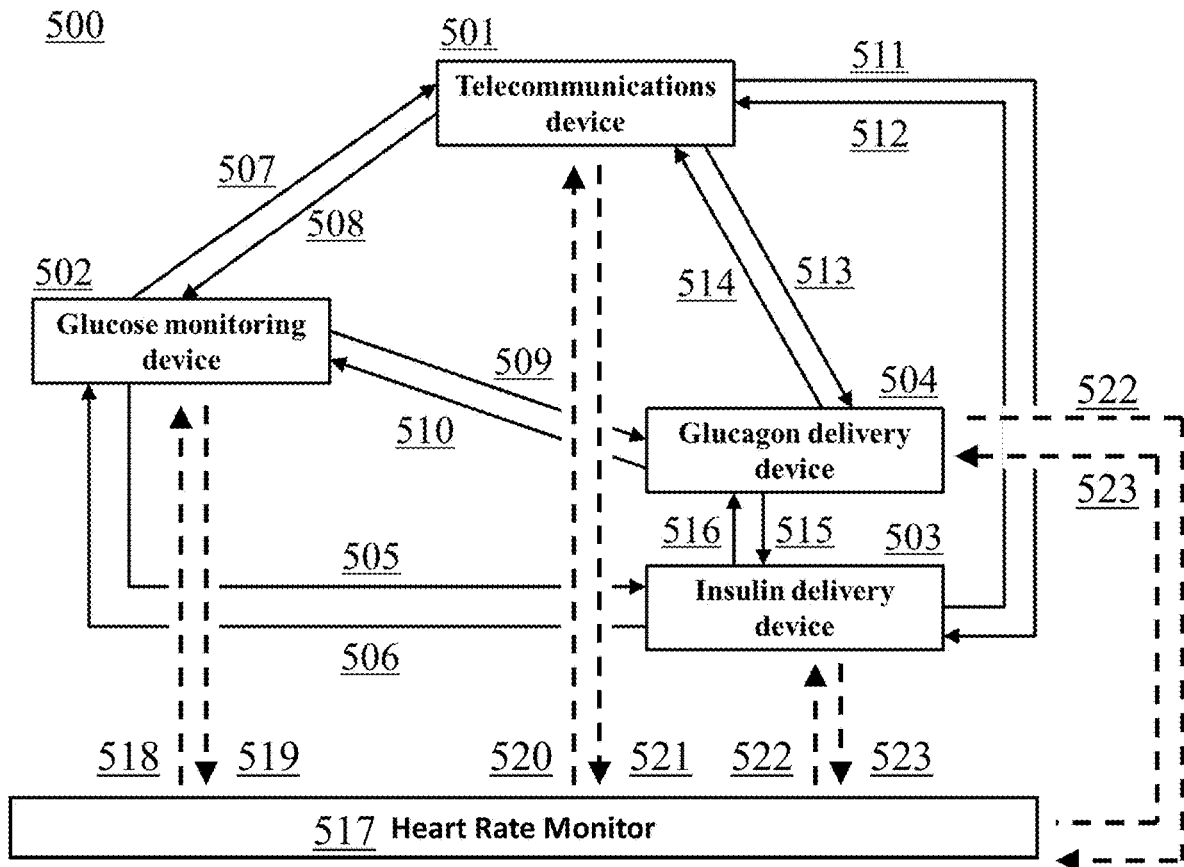 500
501
511
Telecommunications
device
512
507
508
502
514
513
Glucose monitoring
device
509
504
522
510
Glucagon delivery
device
523
516
515
503
505
Insulin delivery
device
506
518
519
520
521
522
523
517 Heart Rate Monitor